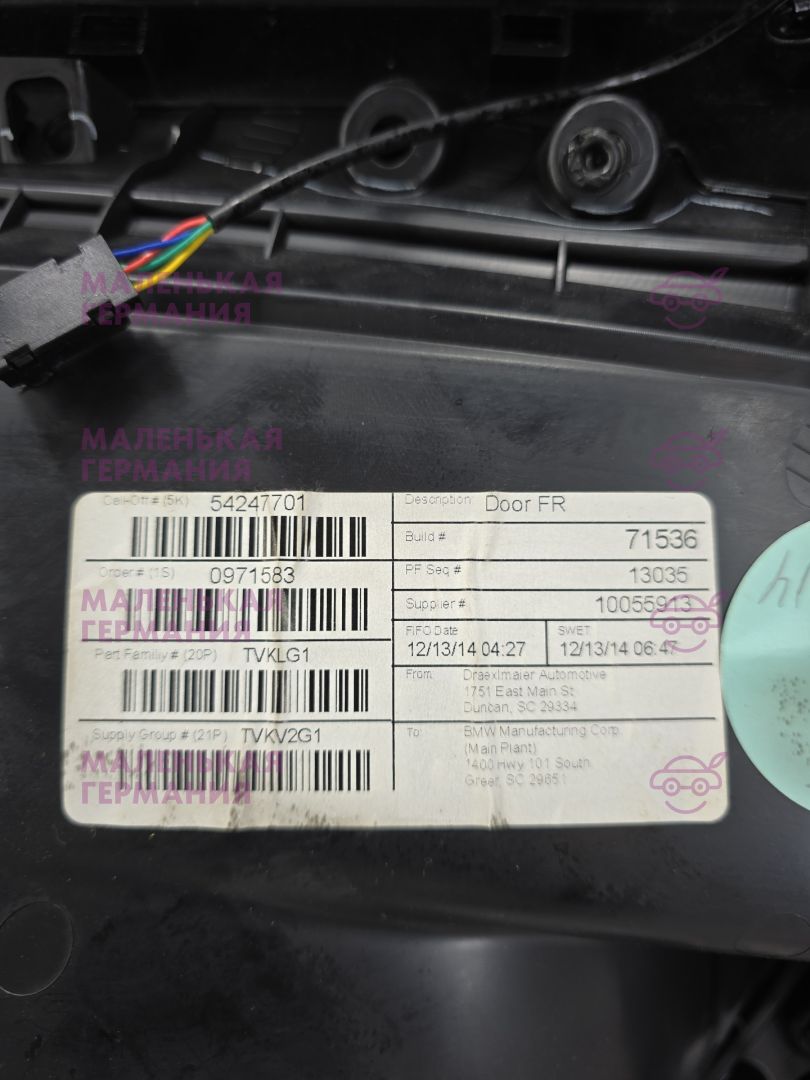 МАЛЕНЬКАЯ
ГЕРМАНИЯ
МАЛЕНЬКАЯ
ГЕРМАНИЯ
Call-Off # (5K) 54247701
Order # (1S) 0971583
МАЛЕНЬКАЯ
ГЕРМАНИЯ
Part Family # (20P) TVKLG1
Supply Group # (21P) TVKV2G1
МАЛЕНЬКАЯ
ГЕРМАНИЯ
Description Door FR
Build # 71536
PF Seq # 13035
Supplier # 10055913
FIFO Date
12/13/14 04:27
SWET
12/13/14 06:47
From: Draexlmaier Automotive
1751 East Main St
Duncan, SC 29334
To: BMW Manufacturing Corp.
(Main Plant)
1400 Hwy 101 South
Greer, SC 29651